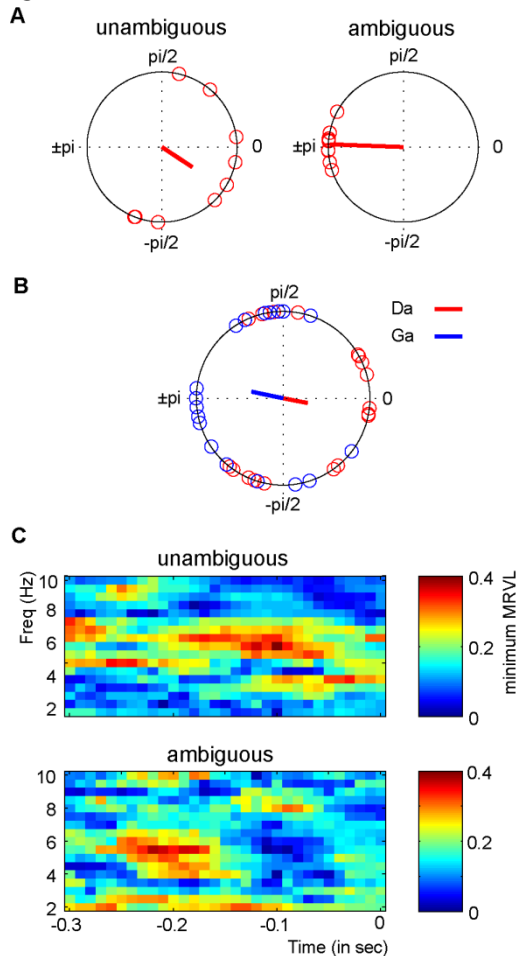 A
unambiguous
ambiguous
pi/2
pi/2
±pi
0
±pi
0
-pi/2
-pi/2
B
pi/2
Da
Ga
±pi
0
-pi/2
C
unambiguous
10
8
6
4
2
Freq (Hz)
0.4
0.2
0
minimum MRVL
ambiguous
10
8
6
4
2
0.4
0.2
0
-0.3
-0.2
-0.1
0
Time (in sec)